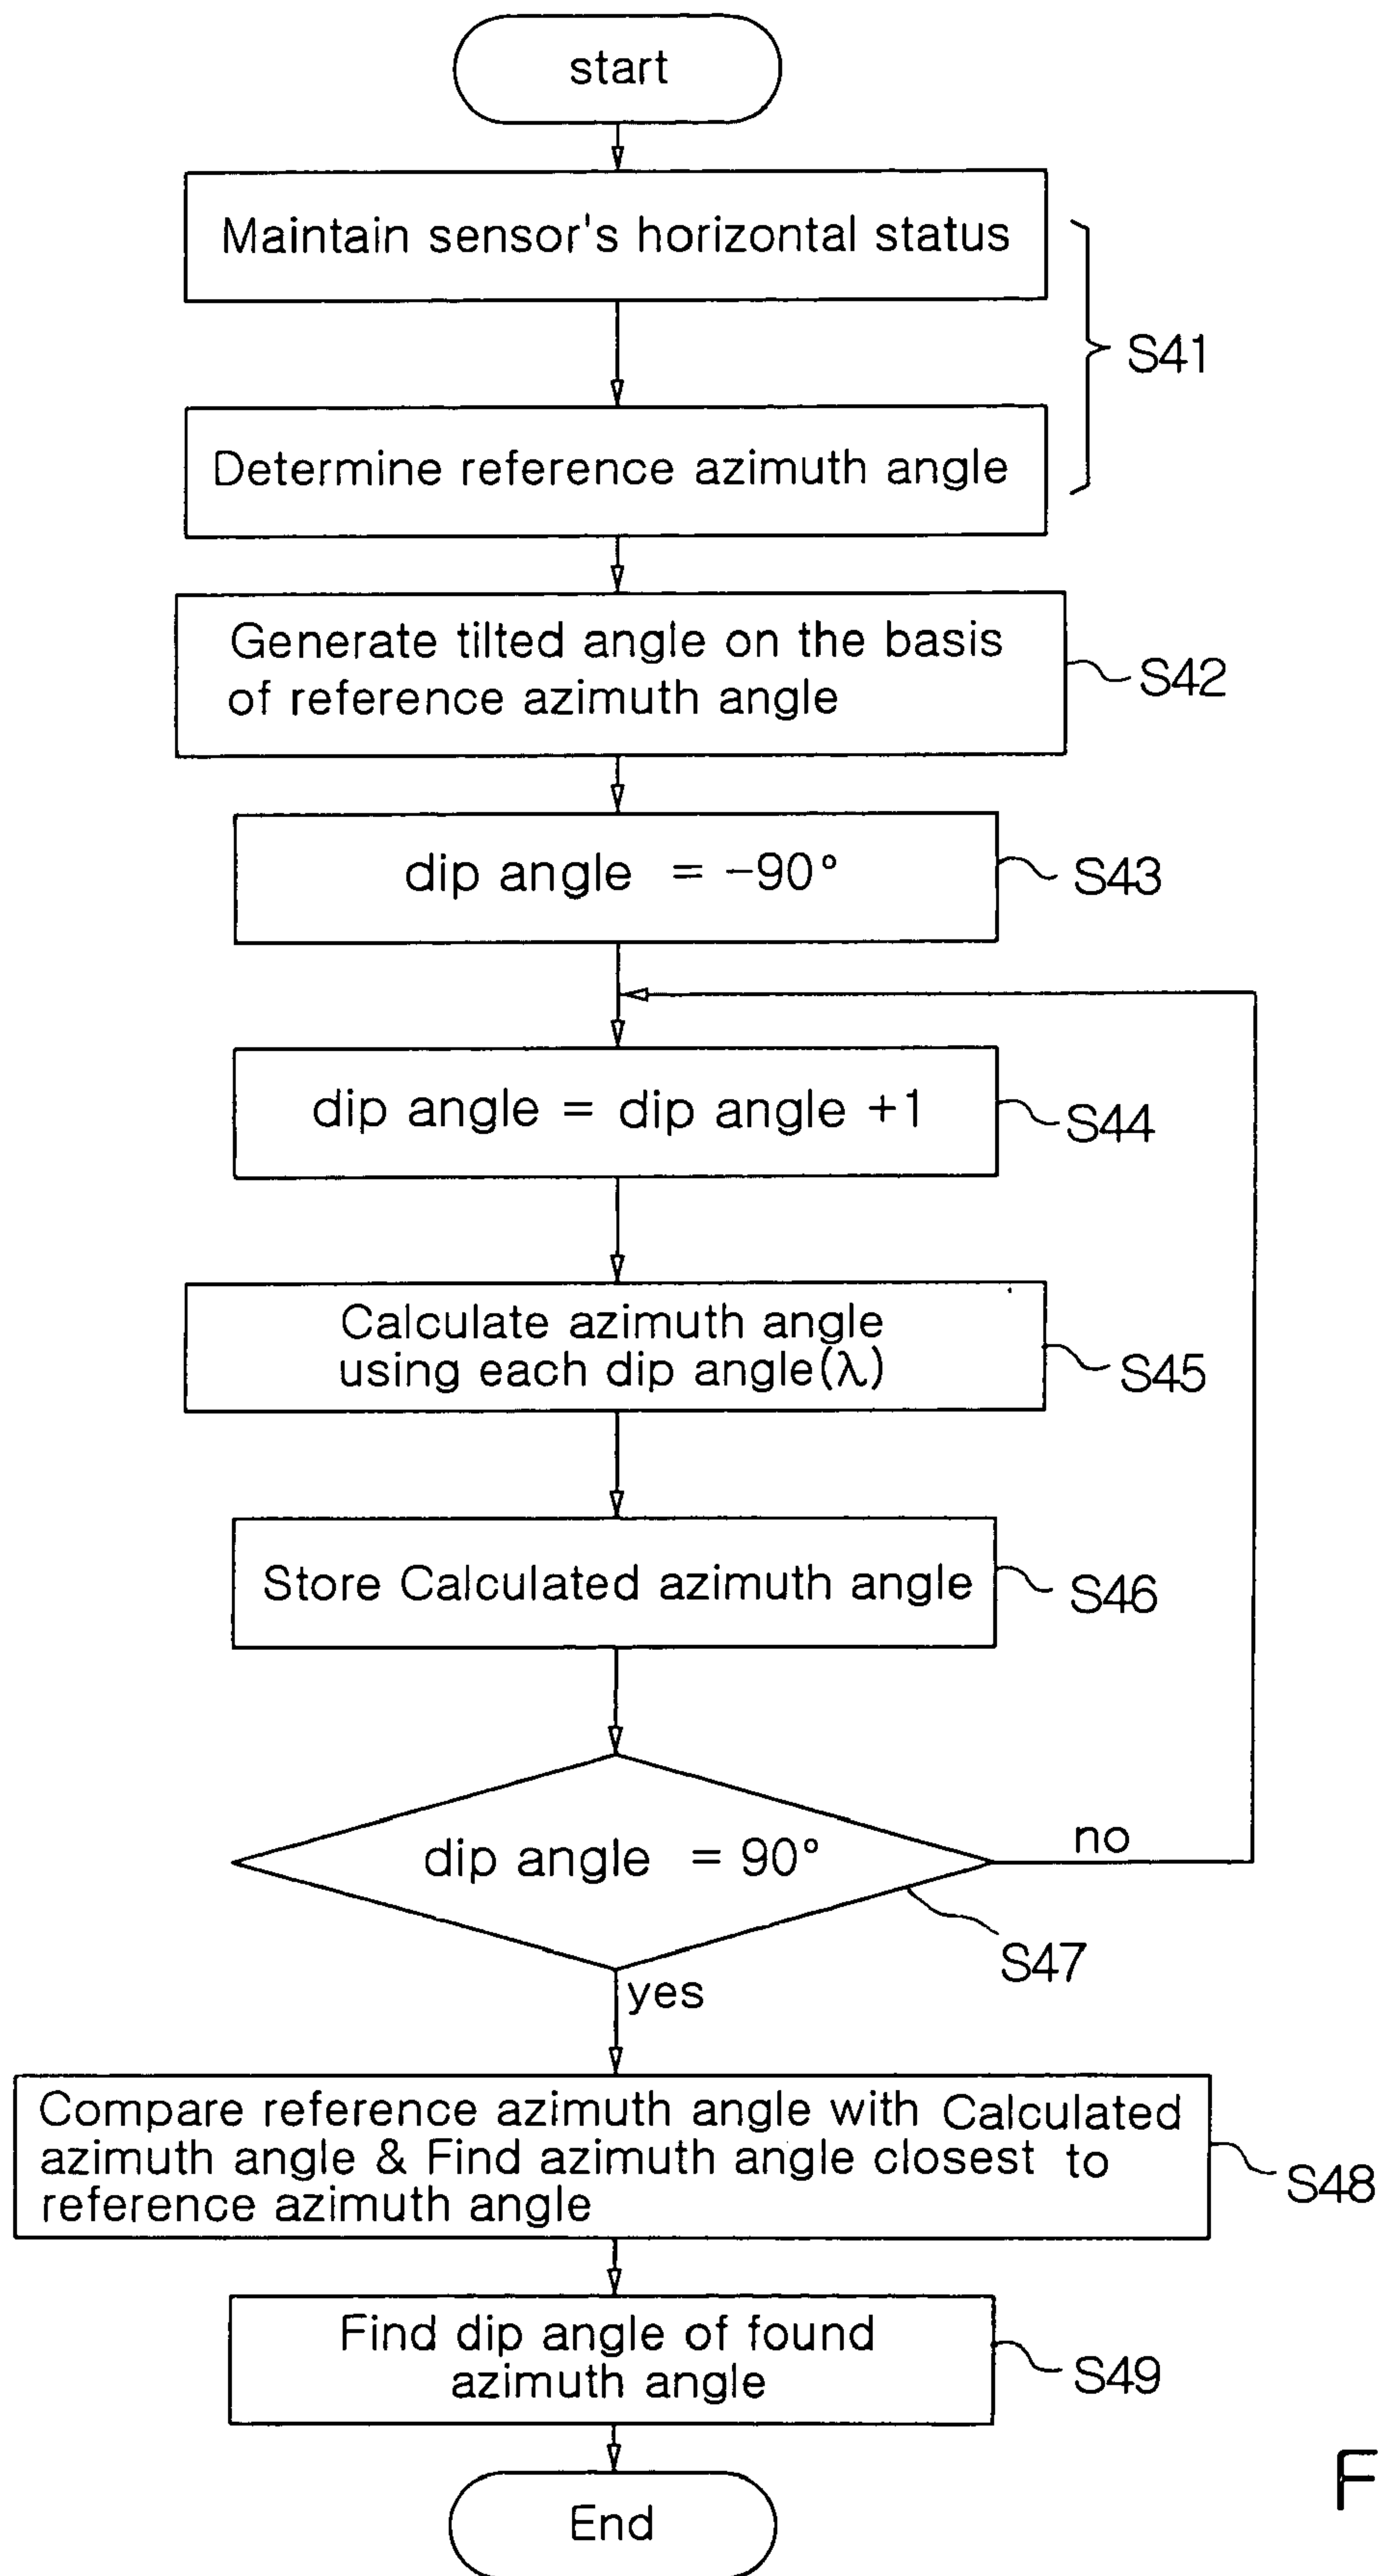 start
Maintain sensor's horizontal status
S41
Determine reference azimuth angle
Generate tilted angle on the basis
of reference azimuth angle
S42
dip angle = -90°
S43
dip angle = dip angle +1
S44
Calculate azimuth angle
using each dip angle(λ)
S45
Store Calculated azimuth angle
S46
dip angle = 90°
no
S47
yes
Compare reference azimuth angle with Calculated
azimuth angle & Find azimuth angle closest to
reference azimuth angle
S48
Find dip angle of found
azimuth angle
S49
F
End